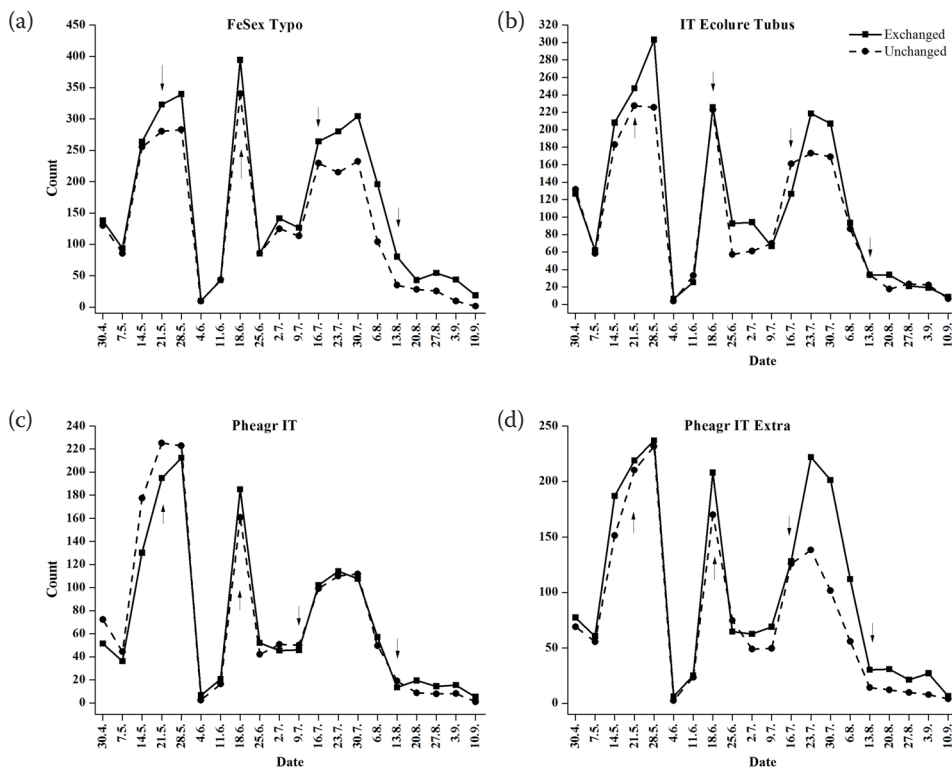 (a)
FeSex Typo
450
400
350
300
250
200
150
100
50
0
Count
30.4. 7.5. 14.5. 21.5. 28.5. 4.6. 11.6. 18.6. 25.6. 2.7. 9.7. 16.7. 23.7. 30.7. 6.8. 13.8. 20.8. 27.8. 3.9. 10.9.
Date
(b)
IT Ecolure Tubus
Exchanged
Unchanged
320
300
280
260
240
220
200
180
160
140
120
100
80
60
40
20
0
30.4. 7.5. 14.5. 21.5. 28.5. 4.6. 11.6. 18.6. 25.6. 2.7. 9.7. 16.7. 23.7. 30.7. 6.8. 13.8. 20.8. 27.8. 3.9. 10.9.
Date
(c)
Pheagr IT
240
220
200
180
160
140
120
100
80
60
40
20
0
Count
30.4. 7.5. 14.5. 21.5. 28.5. 4.6. 11.6. 18.6. 25.6. 2.7. 9.7. 16.7. 23.7. 30.7. 6.8. 13.8. 20.8. 27.8. 3.9. 10.9.
Date
(d)
Pheagr IT Extra
250
200
150
100
50
0
30.4. 7.5. 14.5. 21.5. 28.5. 4.6. 11.6. 18.6. 25.6. 2.7. 9.7. 16.7. 23.7. 30.7. 6.8. 13.8. 20.8. 27.8. 3.9. 10.9.
Date